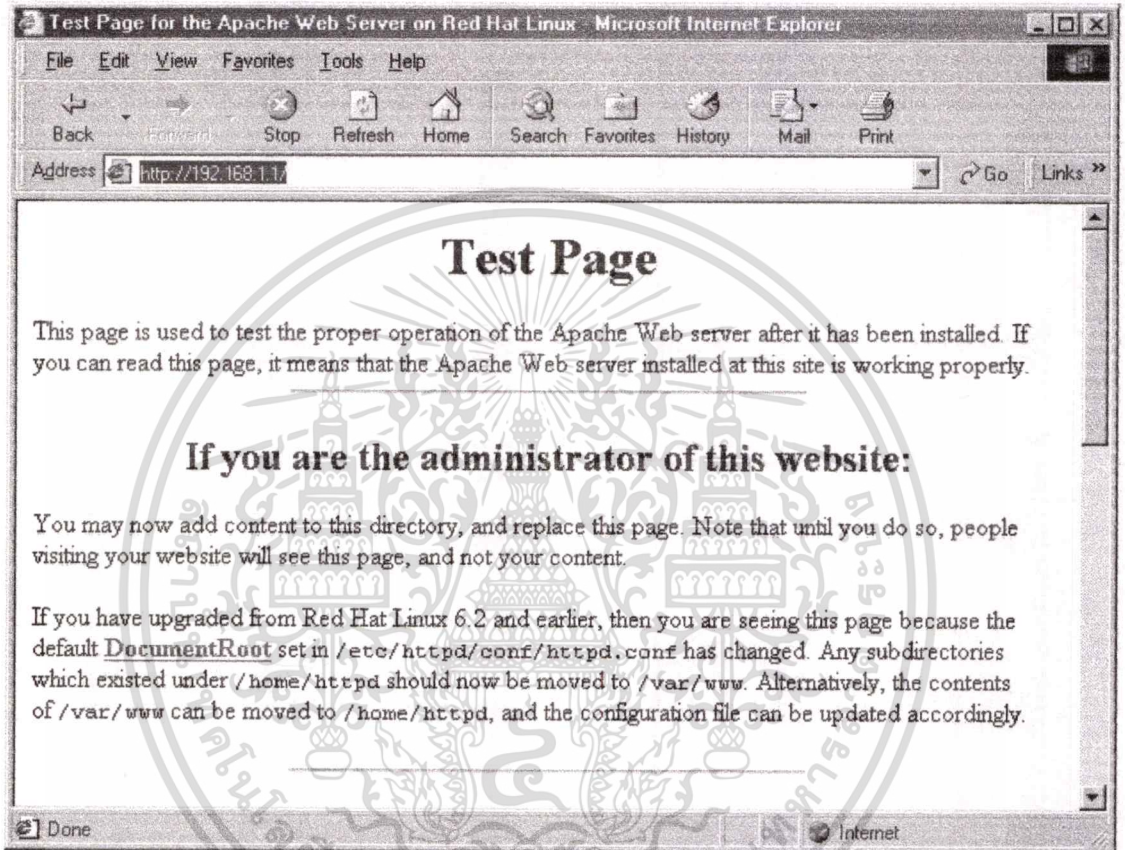 Test Page for the Apache Web Server on Red Hat Linux - Microsoft Internet Explorer
File Edit View Favorites Tools Help
Back Forward Stop Refresh Home Search Favorites History Mail Print
Address http://192.168.1.1/ Go Links »
Test Page
This page is used to test the proper operation of the Apache Web server after it has been installed. If
you can read this page, it means that the Apache Web server installed at this site is working properly.
If you are the administrator of this website:
You may now add content to this directory, and replace this page. Note that until you do so, people
visiting your website will see this page, and not your content.
If you have upgraded from Red Hat Linux 6.2 and earlier, then you are seeing this page because the
default DocumentRoot set in /etc/httpd/conf/httpd.conf has changed. Any subdirectories
which existed under /home/httpd should now be moved to /var/www. Alternatively, the contents
of /var/www can be moved to /home/httpd, and the configuration file can be updated accordingly.
Done Internet